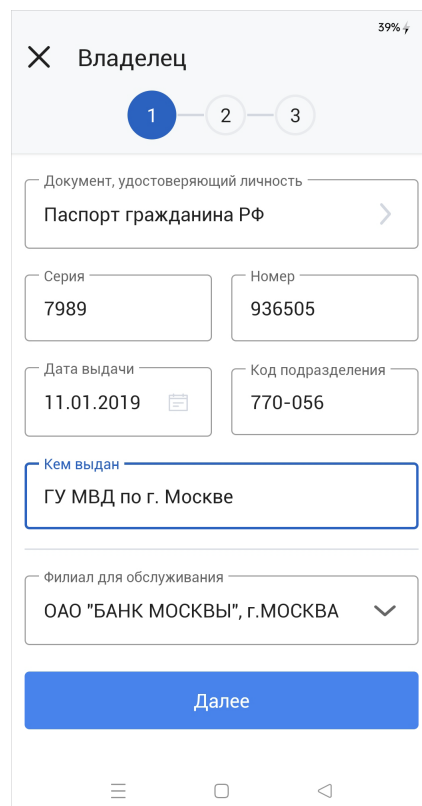 39%
Владелец
1 2 3
Документ, удостоверяющий личность
Паспорт гражданина РФ
Серия
7989
Номер
936505
Дата выдачи
11.01.2019
Код подразделения
770-056
Кем выдан
ГУ МВД по г. Москве
Филиал для обслуживания
ОАО "БАНК МОСКВЫ", г.МОСКВА
Далее